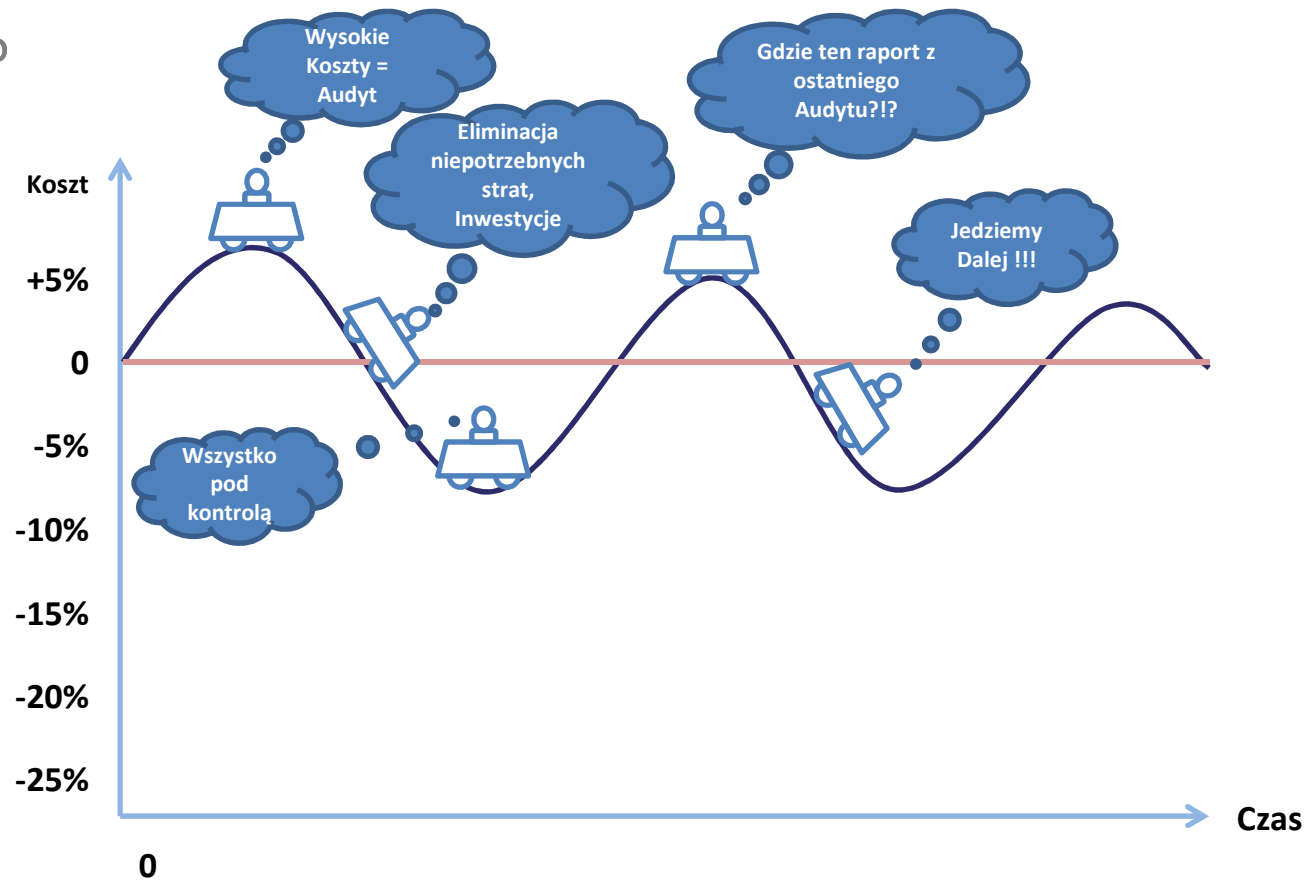 Wysokie
Koszty =
Audyt
Gdzie ten raport z
ostatniego
Audytu?!?
Eliminacja
niepotrzebnych
strat,
Inwestycje
Koszt
Jedziemy
Dalej !!!
+5%
0
-5%
Wszystko
pod
kontrolą
-10%
-15%
-20%
-25%
Czas
0